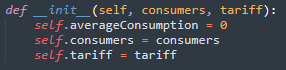 def __init__(self, consumers, tariff):
    self.averageConsumption = 0
    self.consumers = consumers
    self.tariff = tariff